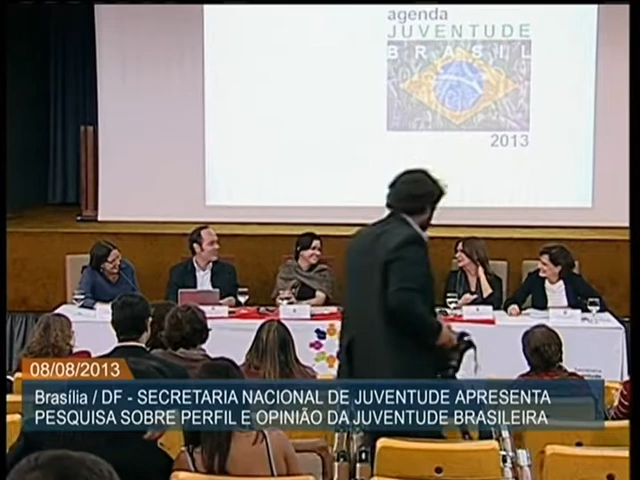 agenda
JUVENTUDE
BRASIL
2013
08/08/2013
Brasília / DF - SECRETARIA NACIONAL DE JUVENTUDE APRESENTA
PESQUISA SOBRE PERFIL E OPINIÃO DA JUVENTUDE BRASILEIRA